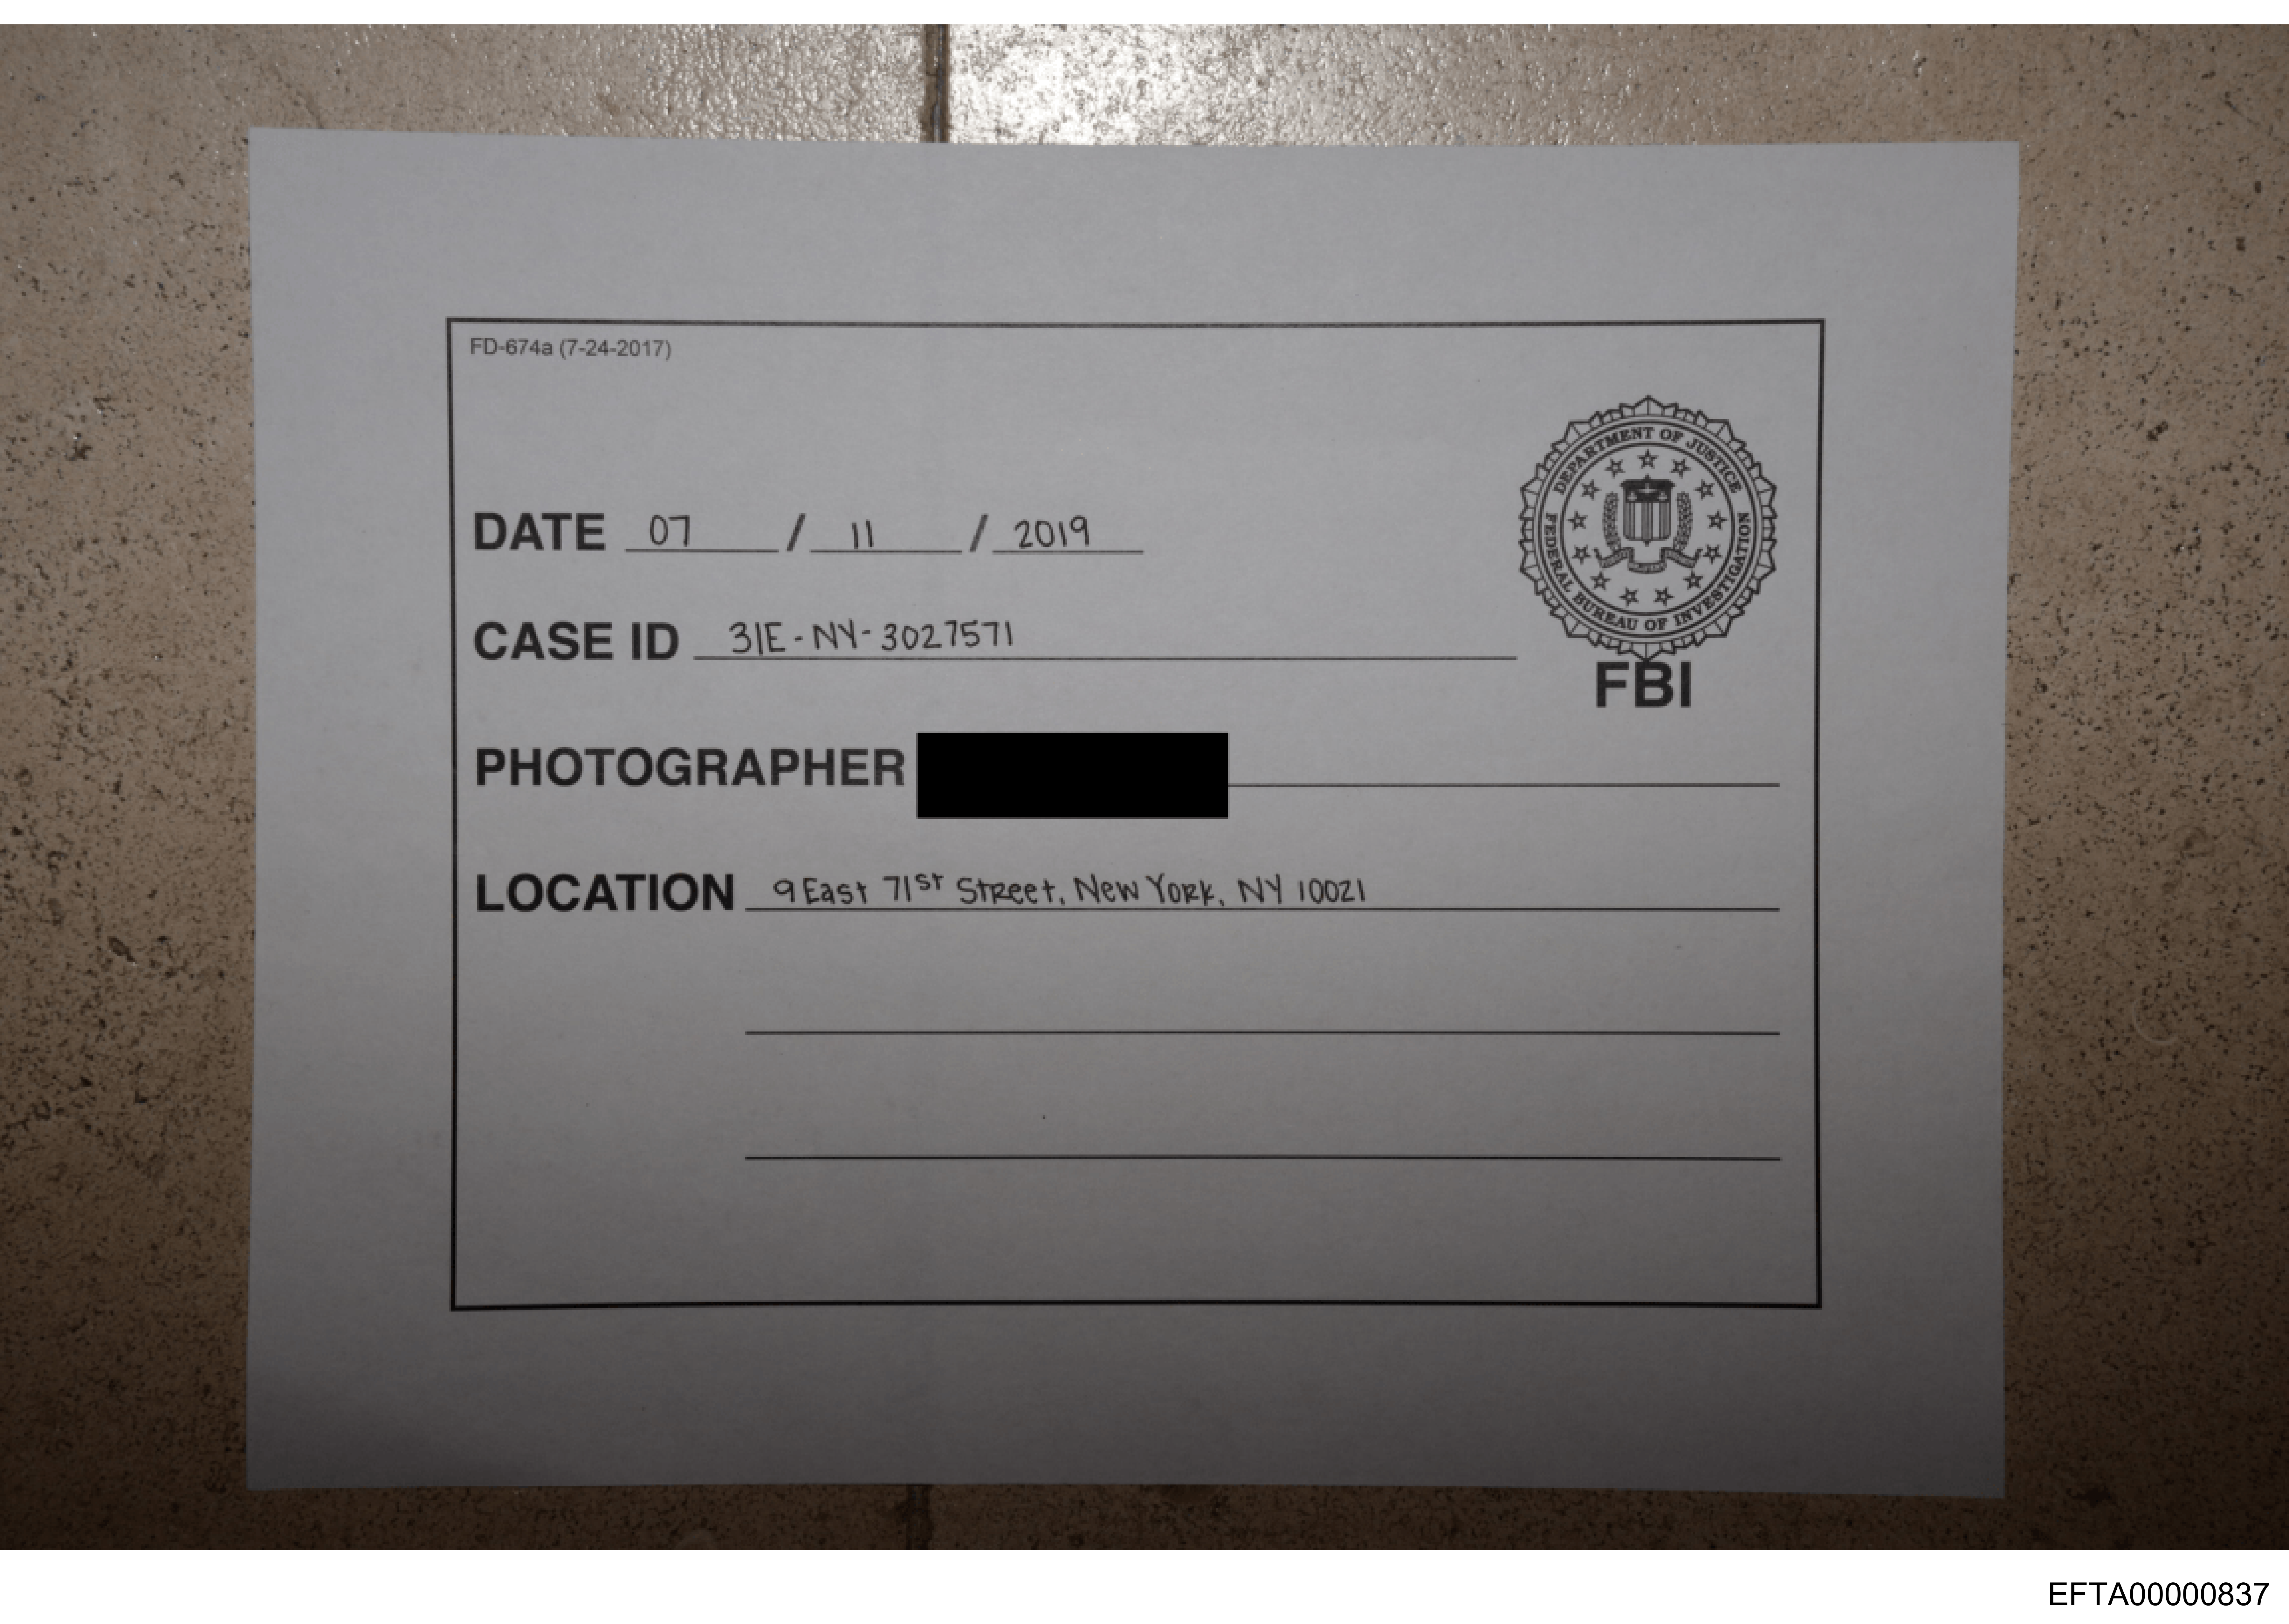 FD-674a (7-24-2017)
DEPARTMENT OF JUSTICE
FEDERAL BUREAU OF INVESTIGATION
FBI
DATE 07 / 11 / 2019
CASE ID 31E-NY-3027571
PHOTOGRAPHER
LOCATION 9 East 71st Street, New York, NY 10021
EFTA00000837